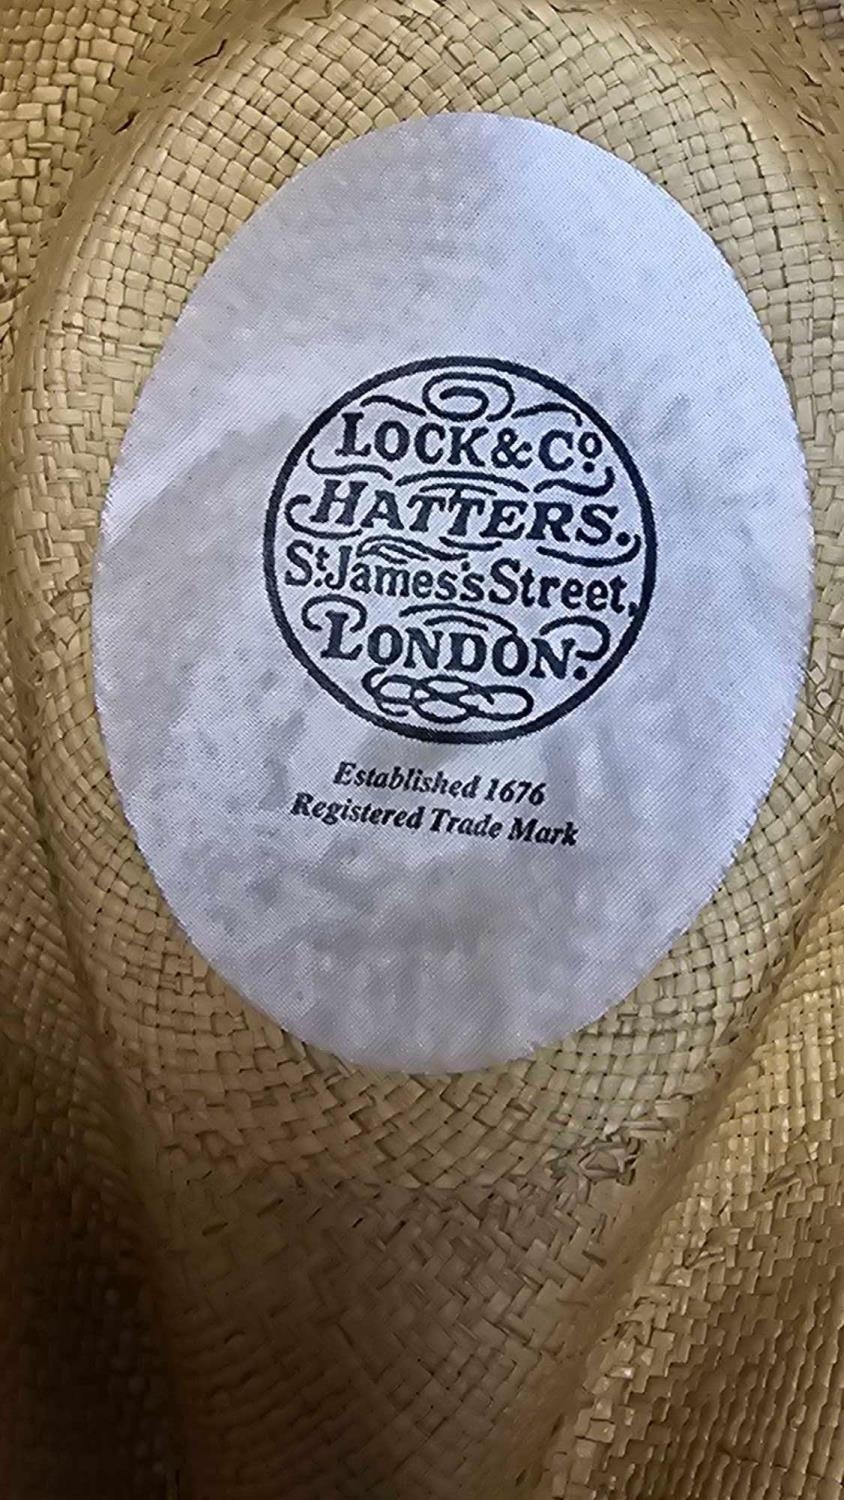 LOCK & Cº.
HATTERS.
St. James's Street,
LONDON.
Established 1676
Registered Trade Mark